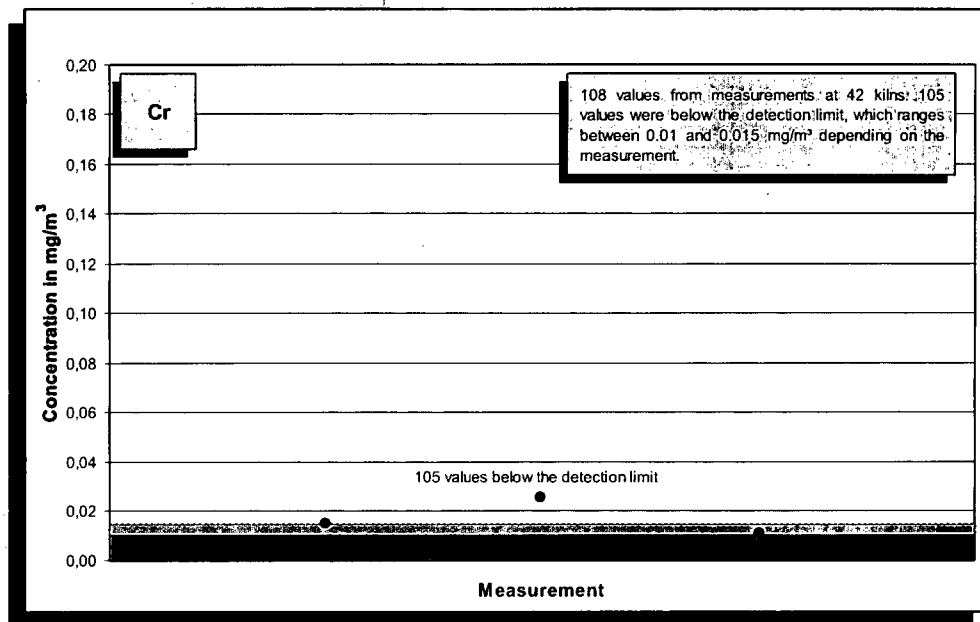 Cr
108 values from measurements at 42 kilns. 105
values were below the detection limit, which ranges
between 0.01 and 0.015 mg/m³ depending on the
measurement.
Concentration in mg/m³
0,20
0,18
0,16
0,14
0,12
0,10
0,08
0,06
0,04
0,02
0,00
105 values below the detection limit
Measurement